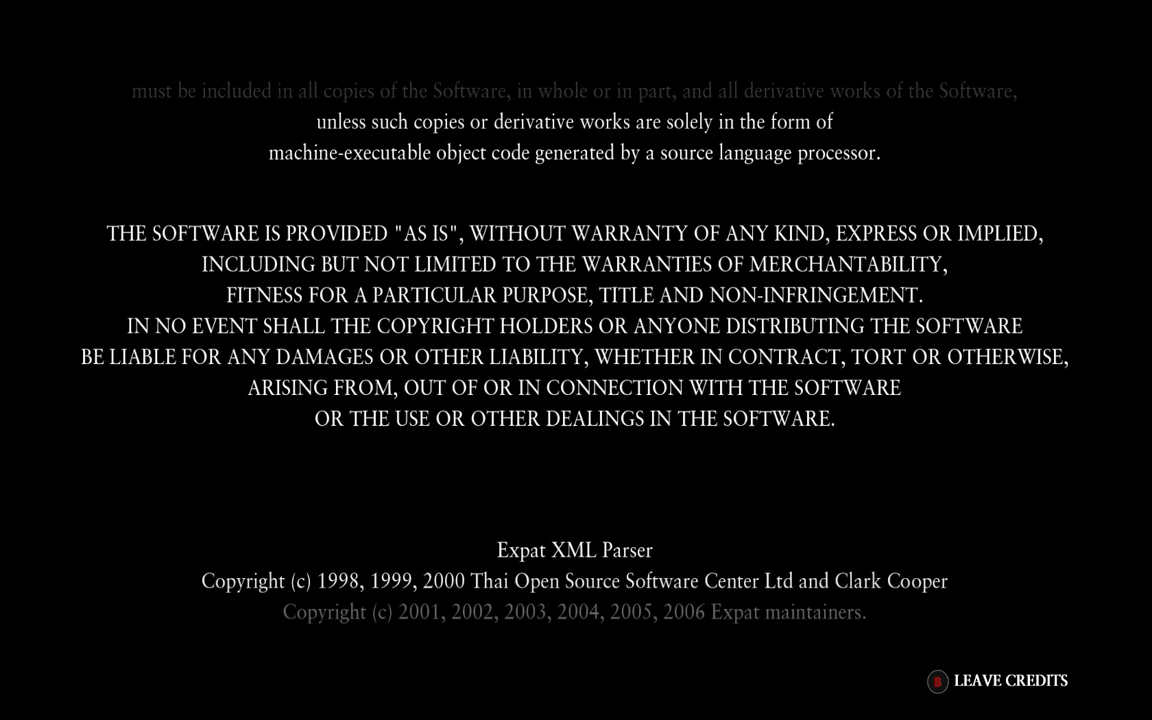 must be included in all copies of the Software, in whole or in part, and all derivative works of the Software,
unless such copies or derivative works are solely in the form of
machine-executable object code generated by a source language processor.
THE SOFTWARE IS PROVIDED "AS IS", WITHOUT WARRANTY OF ANY KIND, EXPRESS OR IMPLIED,
INCLUDING BUT NOT LIMITED TO THE WARRANTIES OF MERCHANTABILITY,
FITNESS FOR A PARTICULAR PURPOSE, TITLE AND NON-INFRINGEMENT.
IN NO EVENT SHALL THE COPYRIGHT HOLDERS OR ANYONE DISTRIBUTING THE SOFTWARE
BE LIABLE FOR ANY DAMAGES OR OTHER LIABILITY, WHETHER IN CONTRACT, TORT OR OTHERWISE,
ARISING FROM, OUT OF OR IN CONNECTION WITH THE SOFTWARE
OR THE USE OR OTHER DEALINGS IN THE SOFTWARE.
Expat XML Parser
Copyright (c) 1998, 1999, 2000 Thai Open Source Software Center Ltd and Clark Cooper
Copyright (c) 2001, 2002, 2003, 2004, 2005, 2006 Expat maintainers.
B LEAVE CREDITS